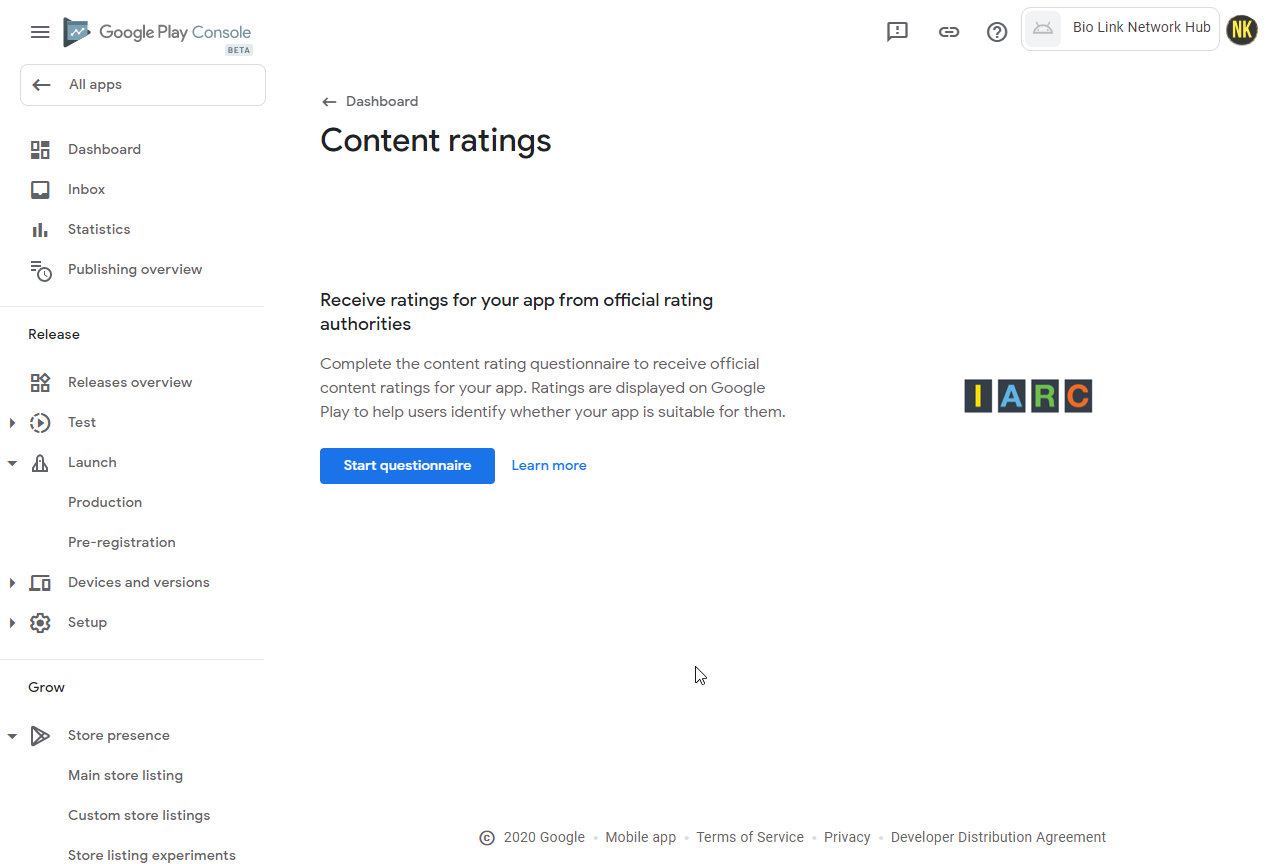 Google Play Console
BETA
Bio Link Network Hub
NK
All apps
Dashboard
Inbox
Statistics
Publishing overview
Release
Releases overview
Test
Launch
Production
Pre-registration
Devices and versions
Setup
Grow
Store presence
Main store listing
Custom store listings
Store listing experiments
Dashboard
Content ratings
Receive ratings for your app from official rating
authorities
Complete the content rating questionnaire to receive official
content ratings for your app. Ratings are displayed on Google
Play to help users identify whether your app is suitable for them.
Start questionnaire
Learn more
IARC
© 2020 Google • Mobile app • Terms of Service • Privacy • Developer Distribution Agreement